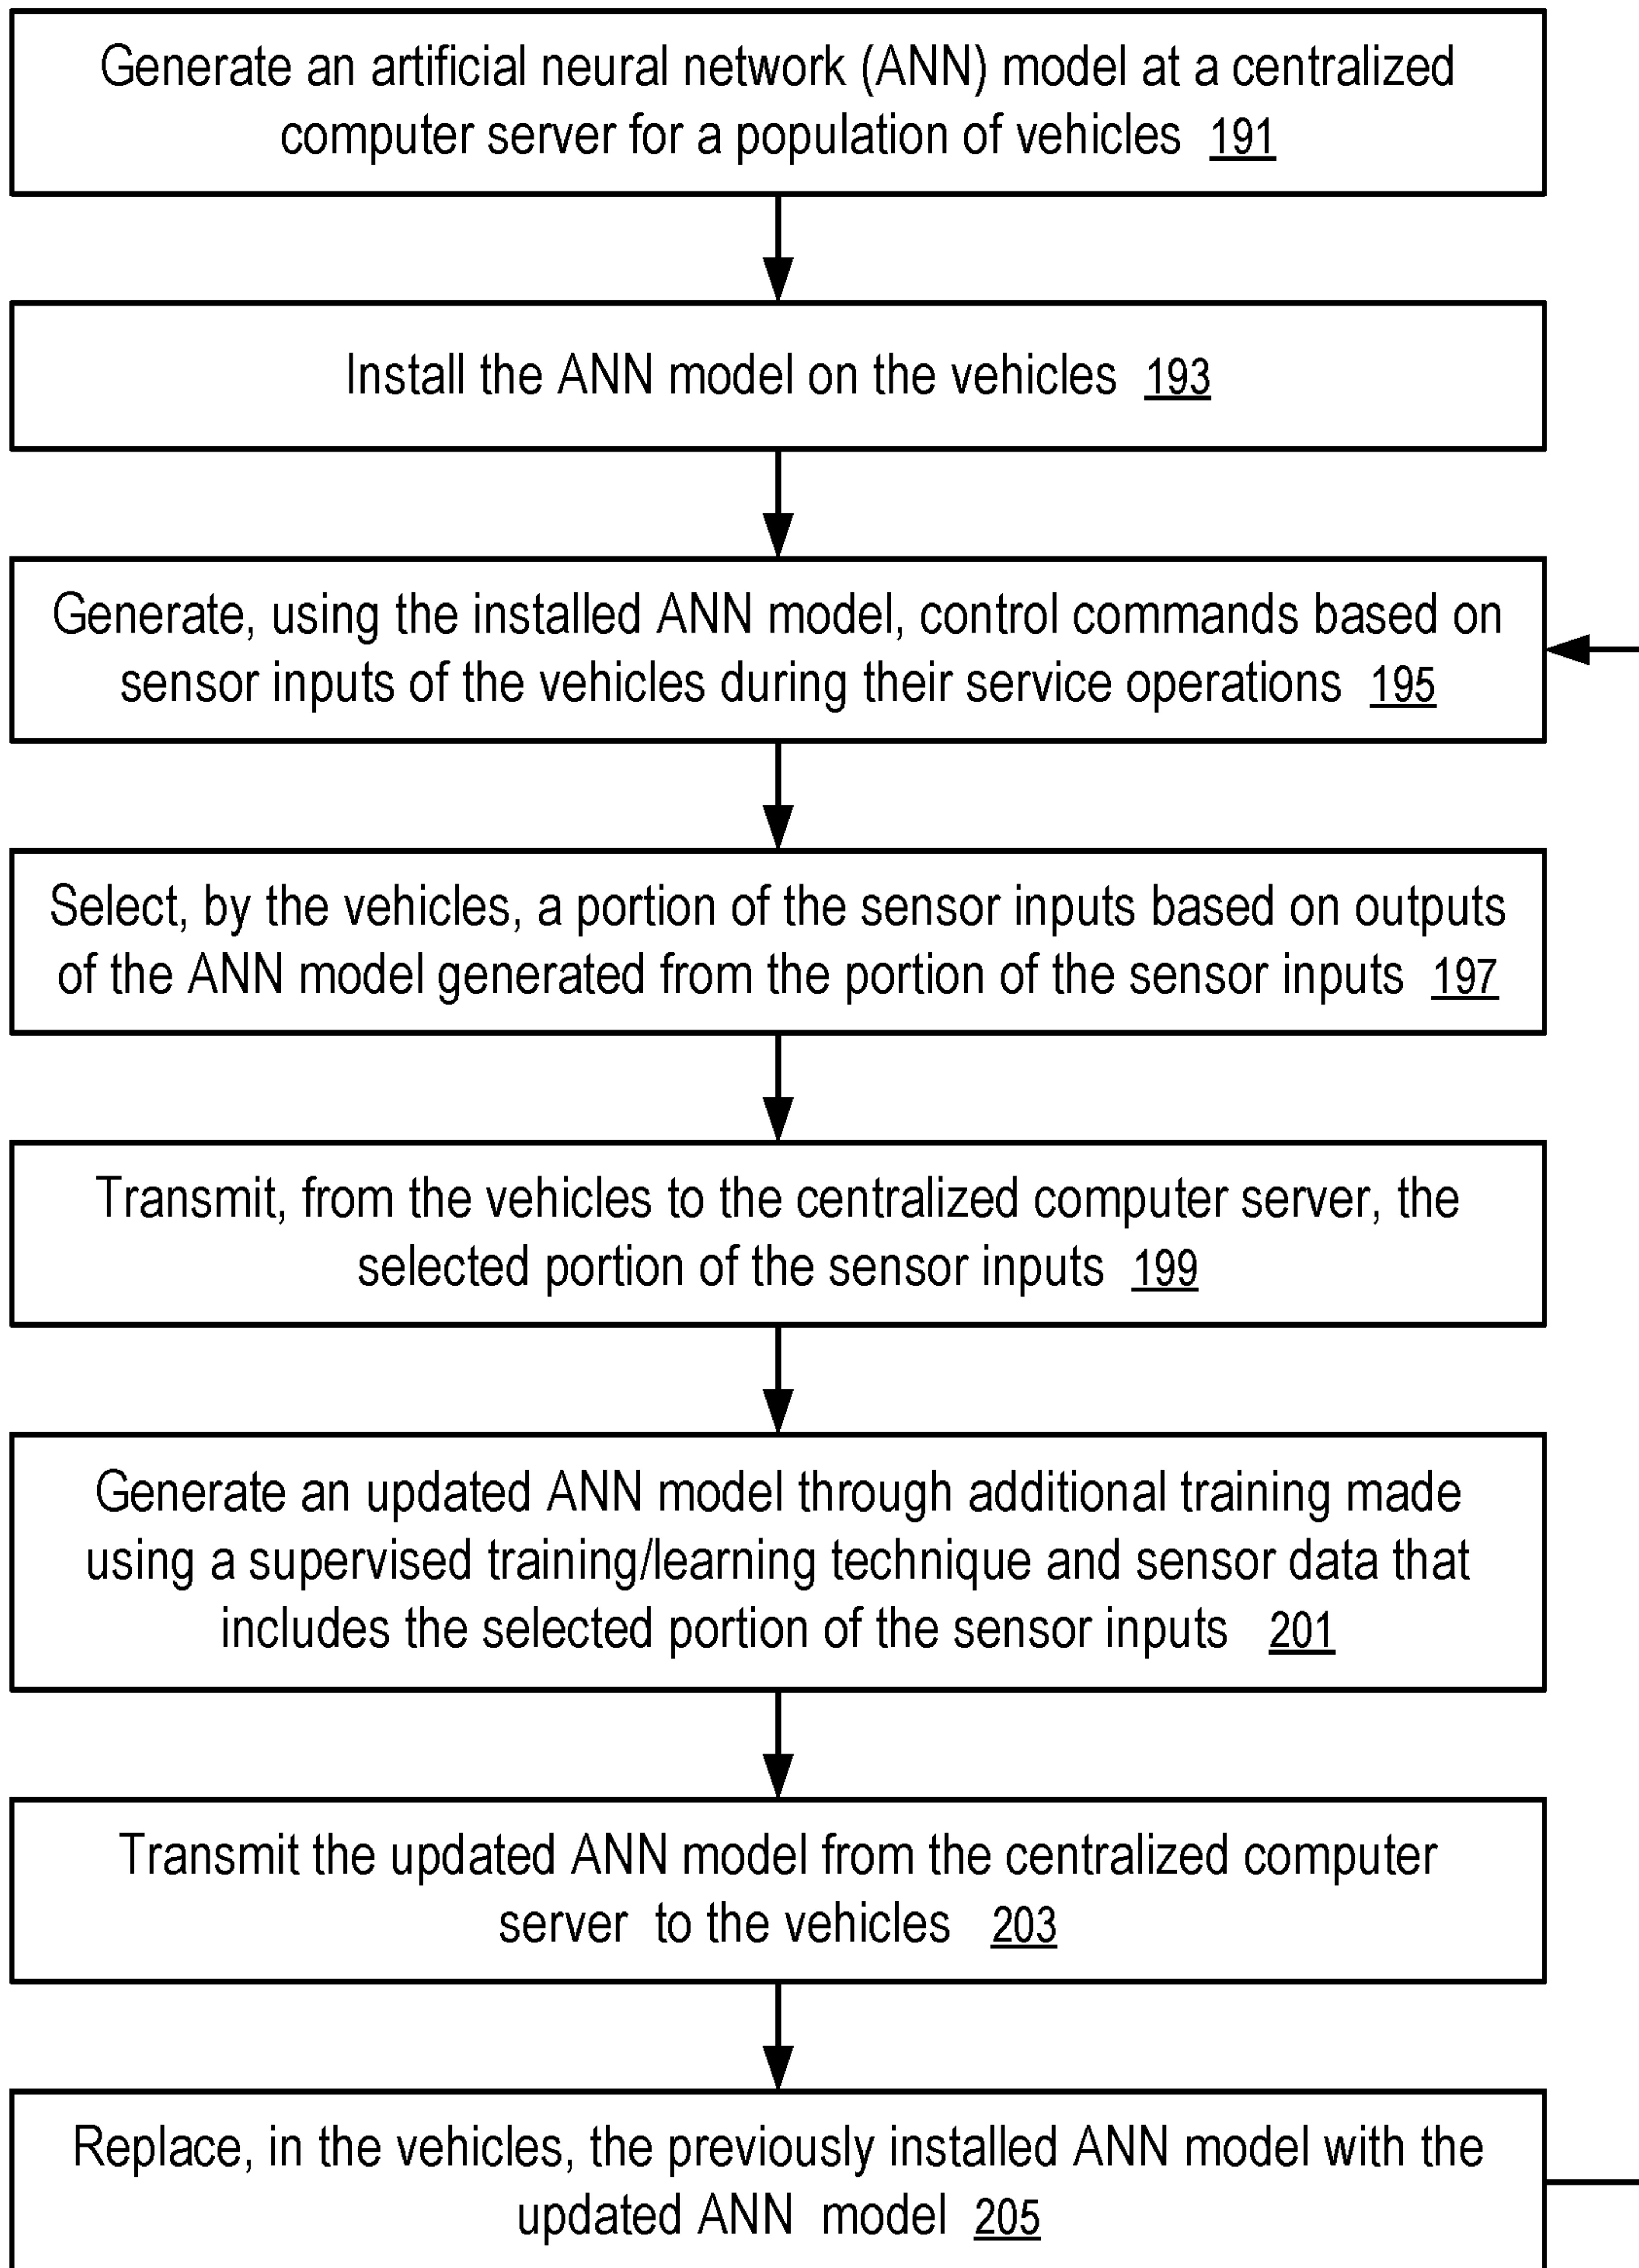 Generate an artificial neural network (ANN) model at a centralized
computer server for a population of vehicles 191
Install the ANN model on the vehicles 193
Generate, using the installed ANN model, control commands based on
sensor inputs of the vehicles during their service operations 195
Select, by the vehicles, a portion of the sensor inputs based on outputs
of the ANN model generated from the portion of the sensor inputs 197
Transmit, from the vehicles to the centralized computer server, the
selected portion of the sensor inputs 199
Generate an updated ANN model through additional training made
using a supervised training/learning technique and sensor data that
includes the selected portion of the sensor inputs 201
Transmit the updated ANN model from the centralized computer
server to the vehicles 203
Replace, in the vehicles, the previously installed ANN model with the
updated ANN model 205